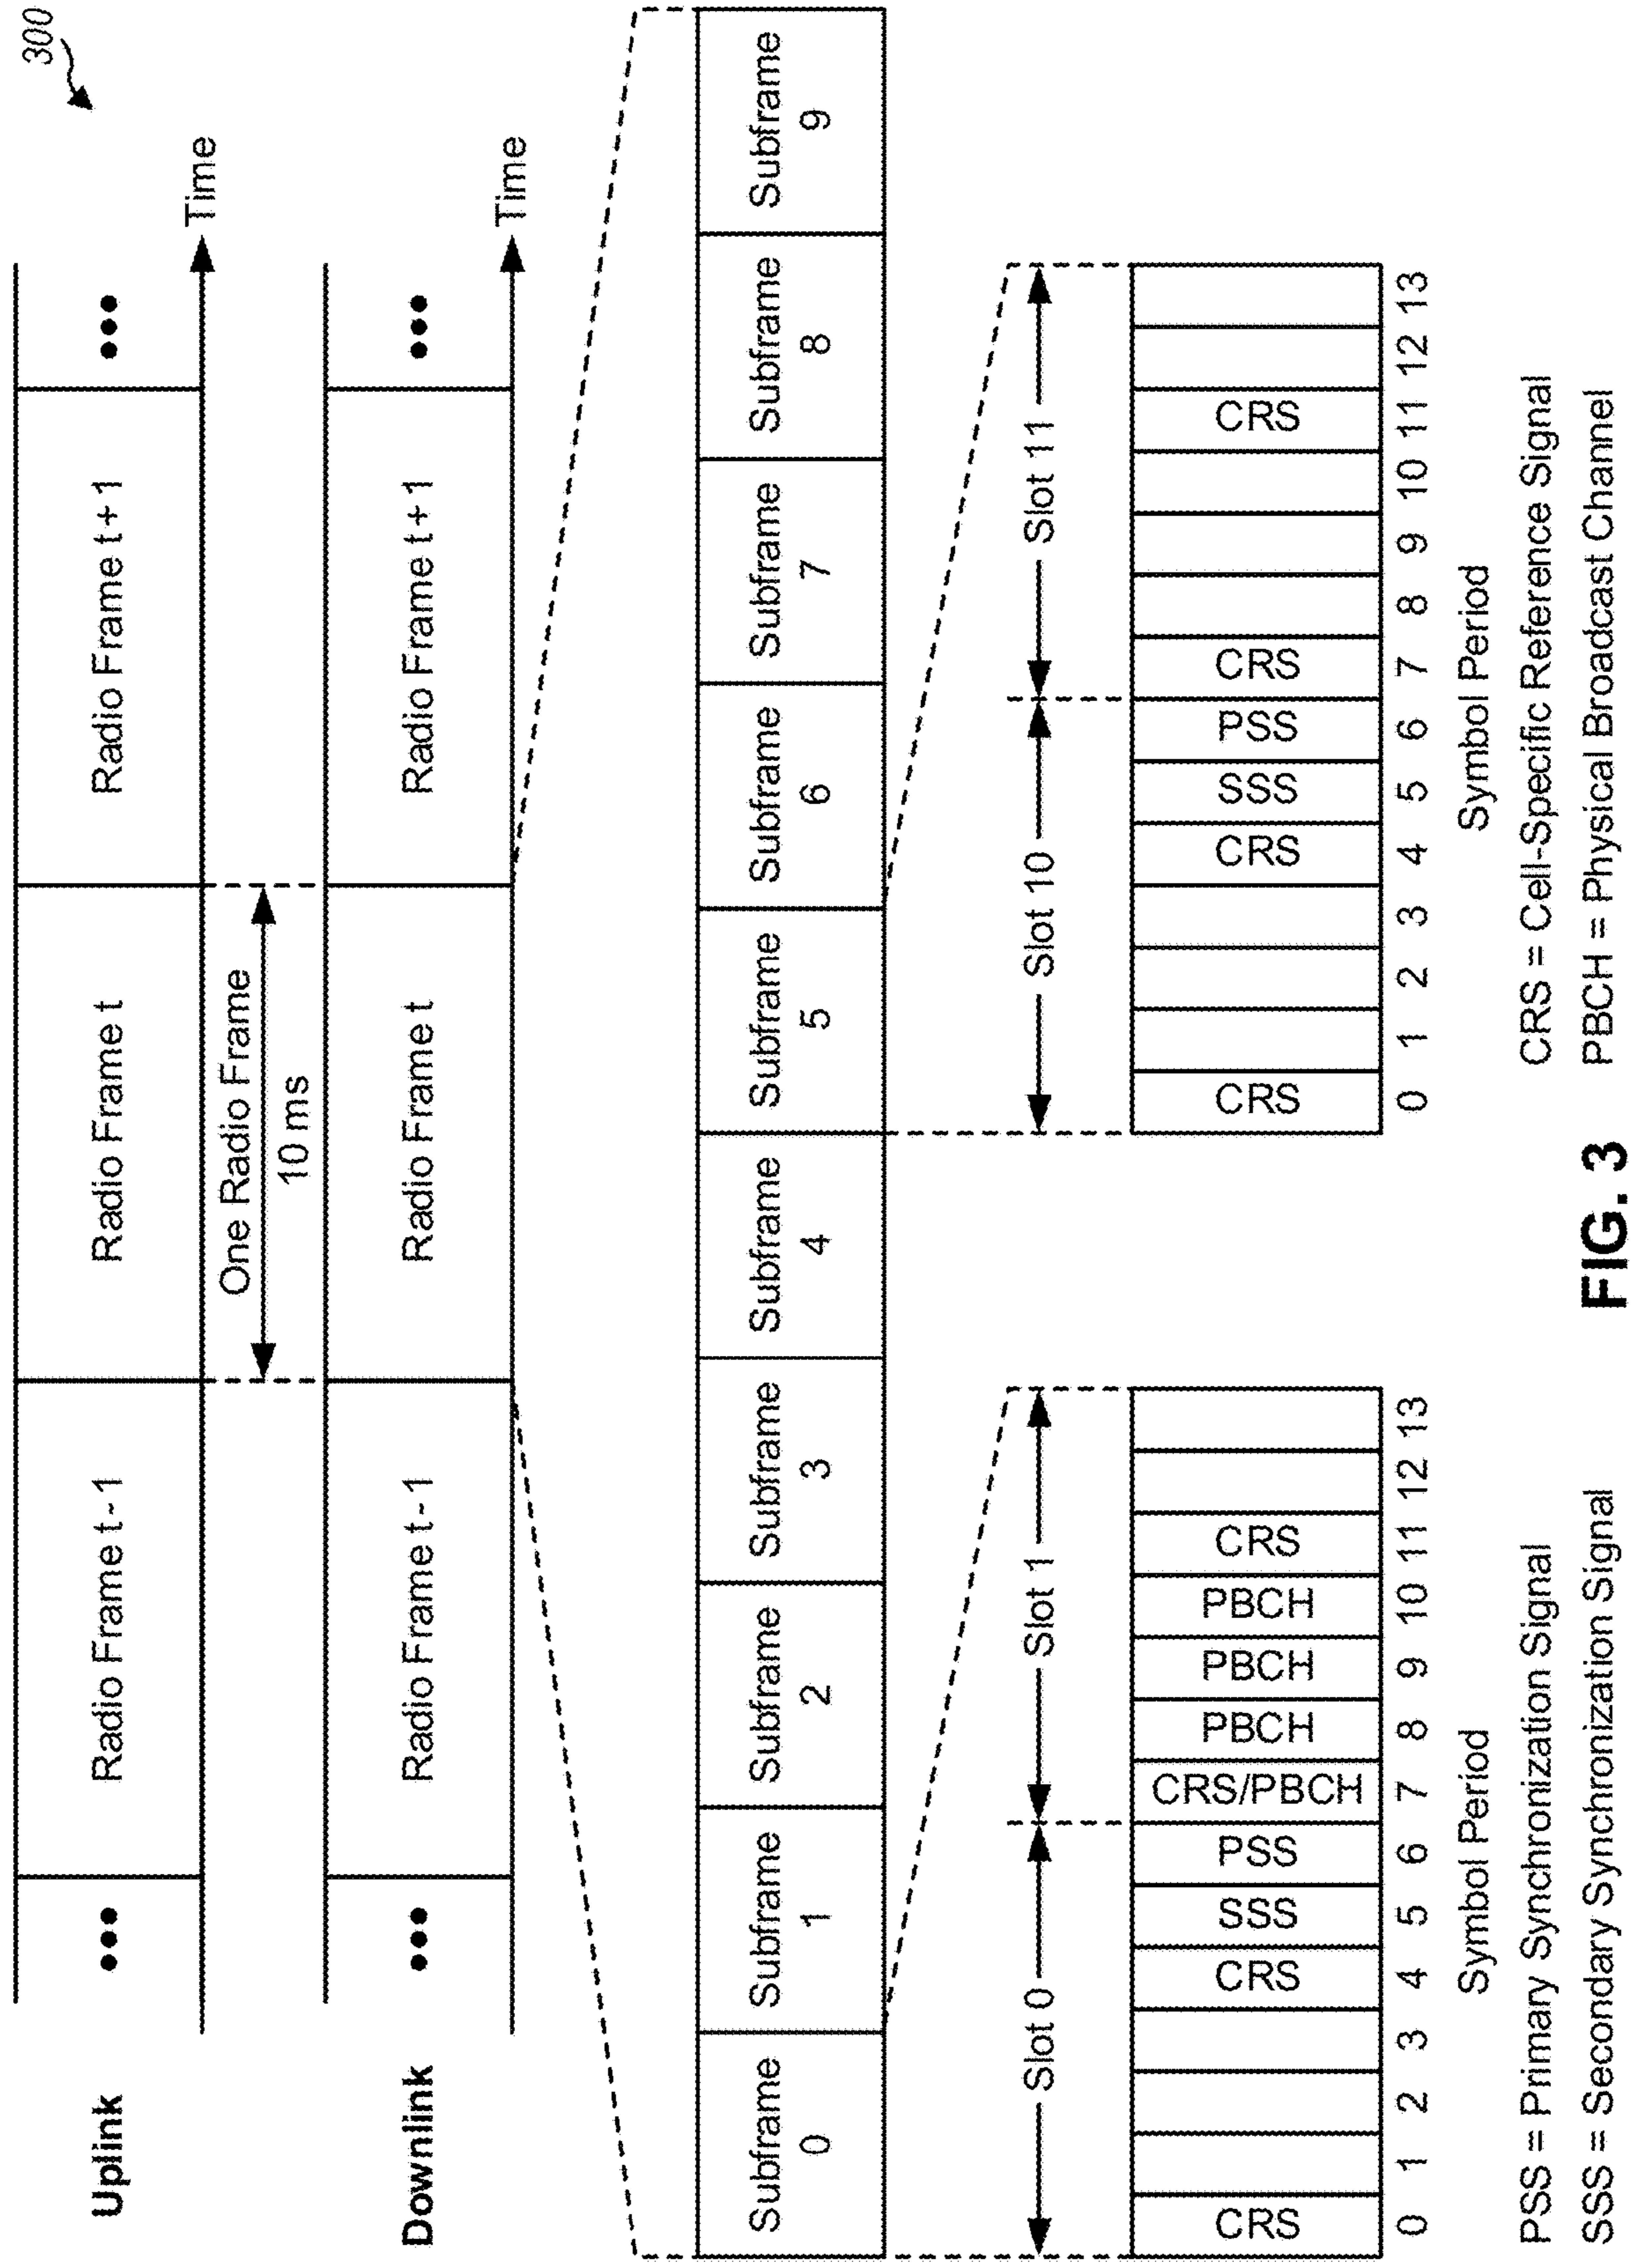 300
Uplink
••• Radio Frame t - 1 Radio Frame t Radio Frame t + 1 •••
Time
One Radio Frame
10 ms
Downlink
••• Radio Frame t - 1 Radio Frame t Radio Frame t + 1 •••
Time
Subframe Subframe Subframe Subframe Subframe Subframe Subframe Subframe Subframe Subframe
0 1 2 3 4 5 6 7 8 9
Slot 0 Slot 1
CRS CRS SSS PSS CRS/PBCH PBCH PBCH PBCH CRS
0 1 2 3 4 5 6 7 8 9 10 11 12 13
Symbol Period
Slot 10 Slot 11
CRS CRS SSS PSS CRS CRS
0 1 2 3 4 5 6 7 8 9 10 11 12 13
Symbol Period
PSS = Primary Synchronization Signal
SSS = Secondary Synchronization Signal
CRS = Cell-Specific Reference Signal
PBCH = Physical Broadcast Channel
FIG. 3